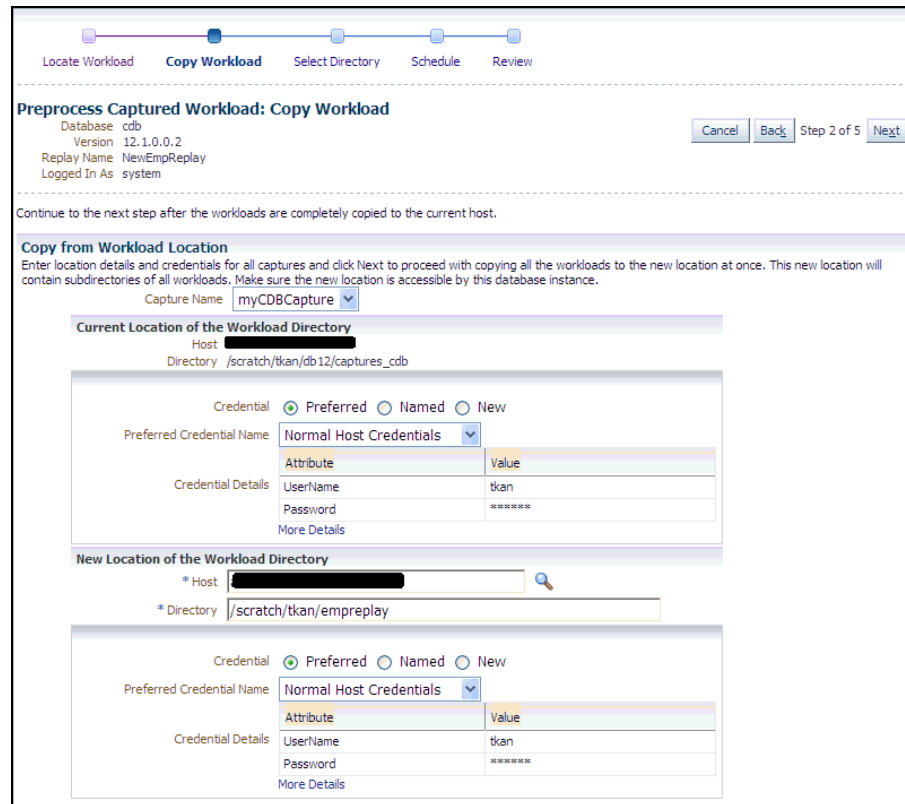 Locate Workload Copy Workload Select Directory Schedule Review
Preprocess Captured Workload: Copy Workload
Database cdb
Cancel Back Step 2 of 5 Next
Version 12.1.0.0.2
Replay Name NewEmpReplay
Logged In As system
Continue to the next step after the workloads are completely copied to the current host.
Copy from Workload Location
Enter location details and credentials for all captures and click Next to proceed with copying all the workloads to the new location at once. This new location will
contain subdirectories of all workloads. Make sure the new location is accessible by this database instance.
Capture Name myCDBCapture
Current Location of the Workload Directory
Host
Directory /scratch/tkan/db12/captures_cdb
Credential Preferred Named New
Preferred Credential Name Normal Host Credentials
Attribute Value
Credential Details UserName tkan
Password ******
More Details
New Location of the Workload Directory
* Host
* Directory /scratch/tkan/empreplay
Credential Preferred Named New
Preferred Credential Name Normal Host Credentials
Attribute Value
Credential Details UserName tkan
Password ******
More Details